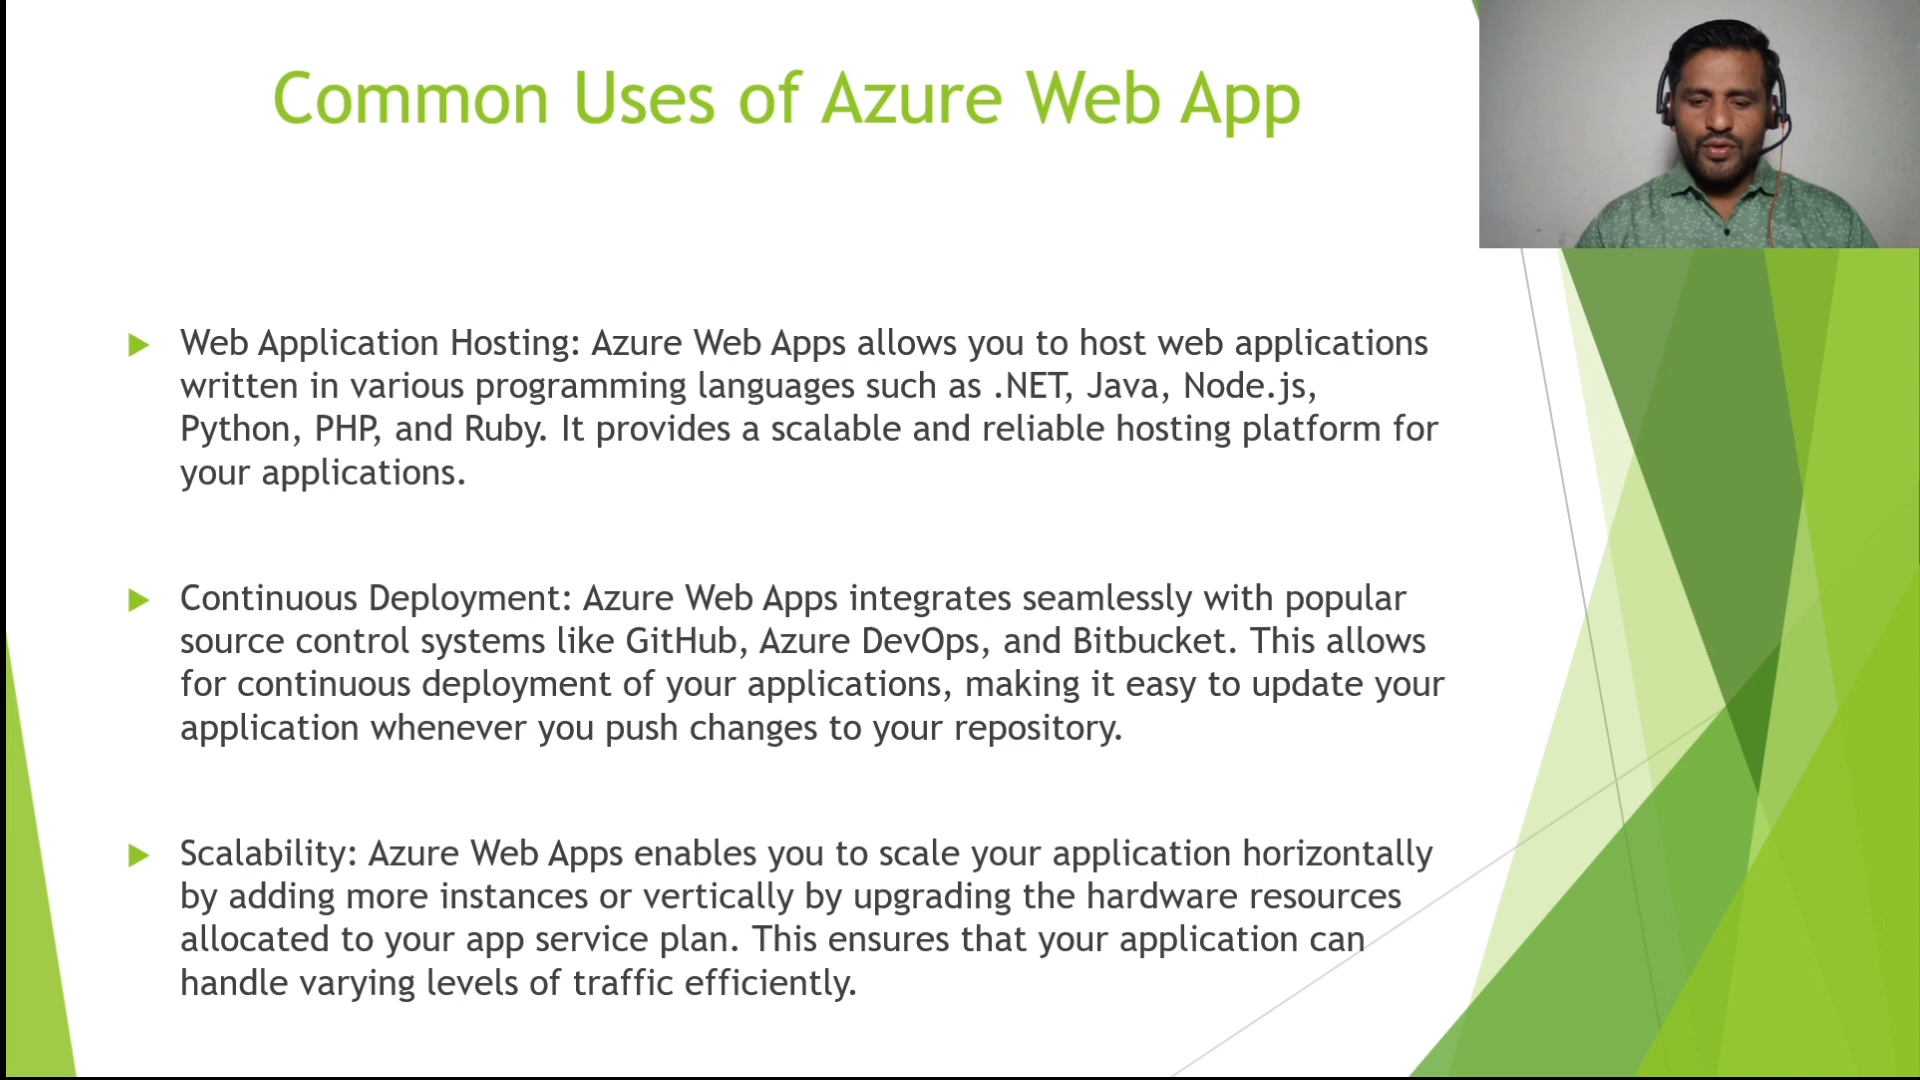 Common Uses of Azure Web App
Web Application Hosting: Azure Web Apps allows you to host web applications
written in various programming languages such as .NET, Java, Node.js,
Python, PHP, and Ruby. It provides a scalable and reliable hosting platform for
your applications.
Continuous Deployment: Azure Web Apps integrates seamlessly with popular
source control systems like GitHub, Azure DevOps, and Bitbucket. This allows
for continuous deployment of your applications, making it easy to update your
application whenever you push changes to your repository.
Scalability: Azure Web Apps enables you to scale your application horizontally
by adding more instances or vertically by upgrading the hardware resources
allocated to your app service plan. This ensures that your application can
handle varying levels of traffic efficiently.